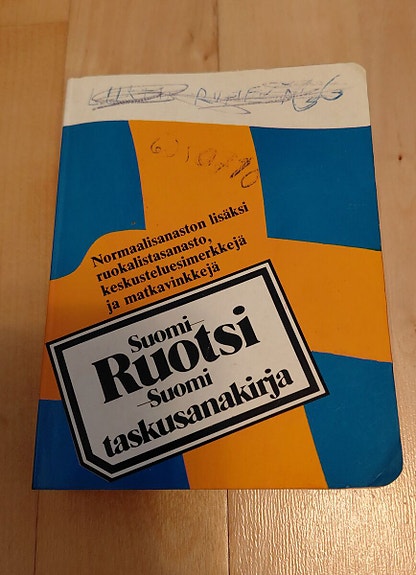 Normaalisanaston lisäksi
ruokalistasanasto,
keskusteluesimerkkejä
ja matkavinkkejä
Suomi–
Ruotsi
–Suomi
taskusanakirja